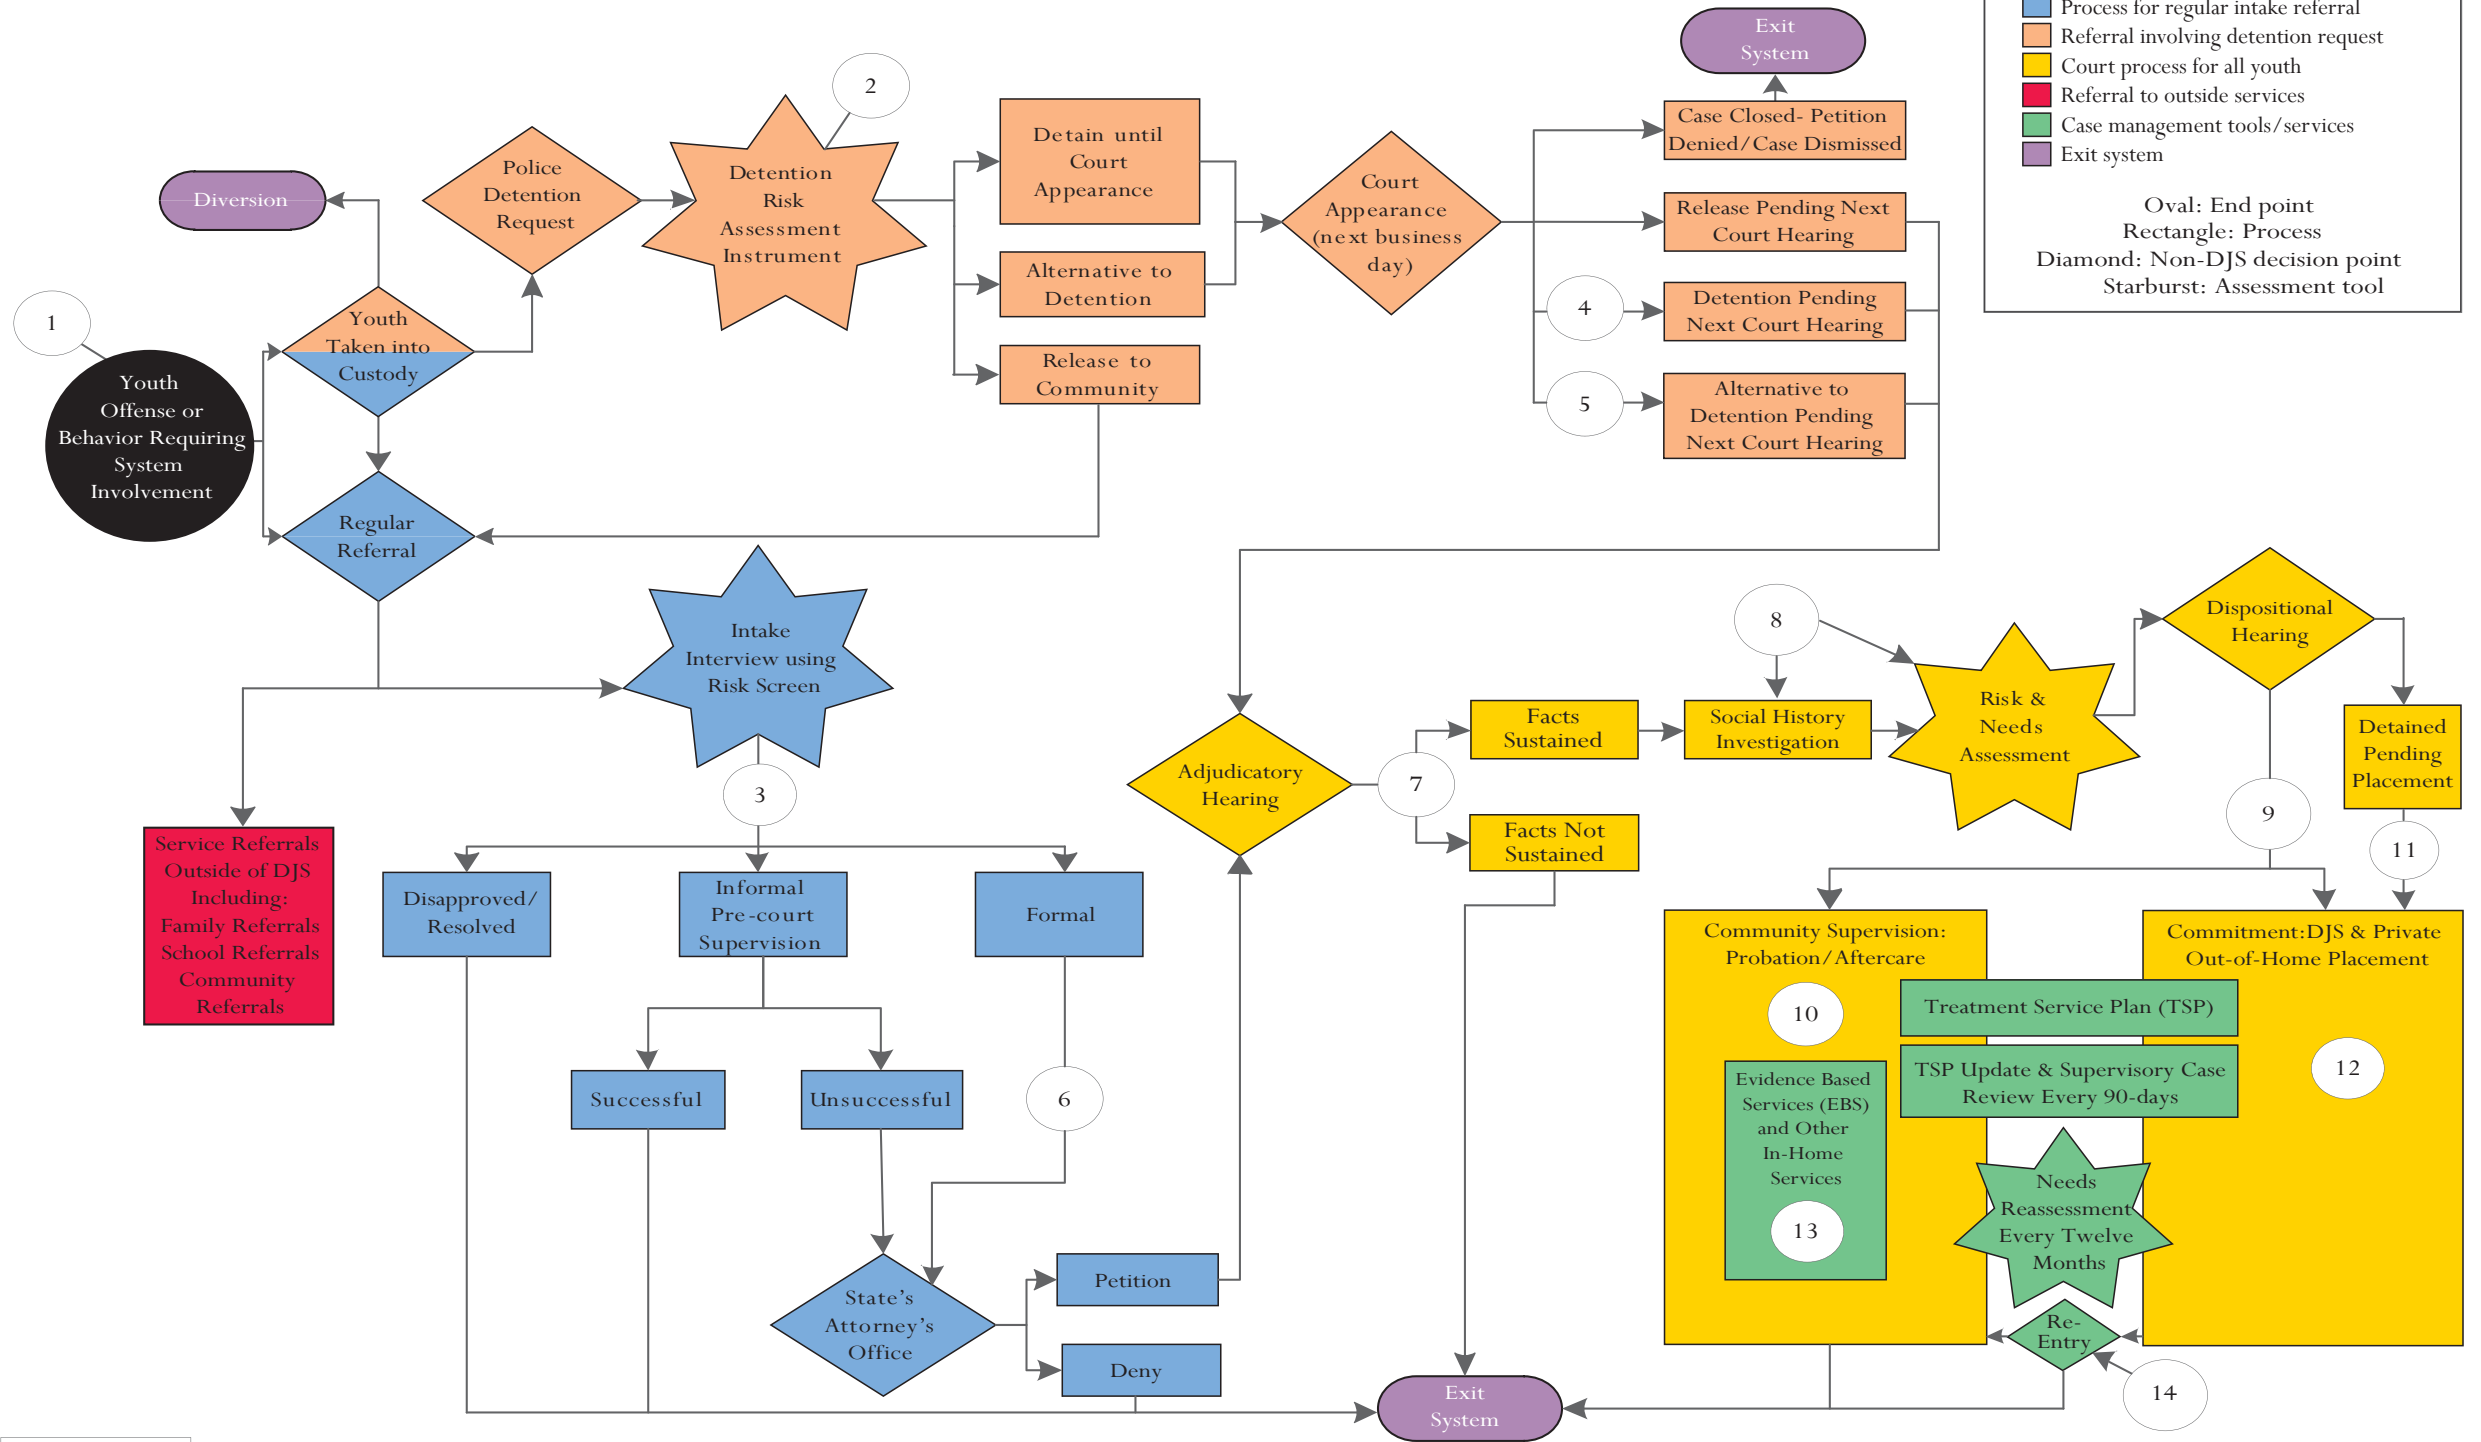 Exit
System
Process for regular intake referral
Referral involving detention request
Court process for all youth
Referral to outside services
Case management tools/services
Exit system
Oval: End point
Rectangle: Process
Diamond: Non-DJS decision point
Starburst: Assessment tool
2
Diversion
Police
Detention
Request
Detention
Risk
Assessment
Instrument
Detain until
Court
Appearance
Alternative to
Detention
Release to
Community
Court
Appearance
(next business
day)
Case Closed- Petition
Denied/Case Dismissed
Release Pending Next
Court Hearing
4
Detention Pending
Next Court Hearing
5
Alternative to
Detention Pending
Next Court Hearing
1
Youth
Offense or
Behavior Requiring
System
Involvement
Youth
Taken into
Custody
Regular
Referral
Intake
Interview using
Risk Screen
3
Service Referrals
Outside of DJS
Including:
Family Referrals
School Referrals
Community
Referrals
Disapproved/
Resolved
Informal
Pre-court
Supervision
Formal
Successful
Unsuccessful
6
State’s
Attorney’s
Office
Petition
Deny
Adjudicatory
Hearing
7
Facts
Sustained
Facts Not
Sustained
8
Social History
Investigation
Risk &
Needs
Assessment
Dispositional
Hearing
Detained
Pending
Placement
9
11
Community Supervision:
Probation/Aftercare
10
Evidence Based
Services (EBS)
and Other
In-Home
Services
13
Commitment:DJS & Private
Out-of-Home Placement
12
Treatment Service Plan (TSP)
TSP Update & Supervisory Case
Review Every 90-days
Needs
Reassessment
Every Twelve
Months
Re-
Entry
14
Exit
System